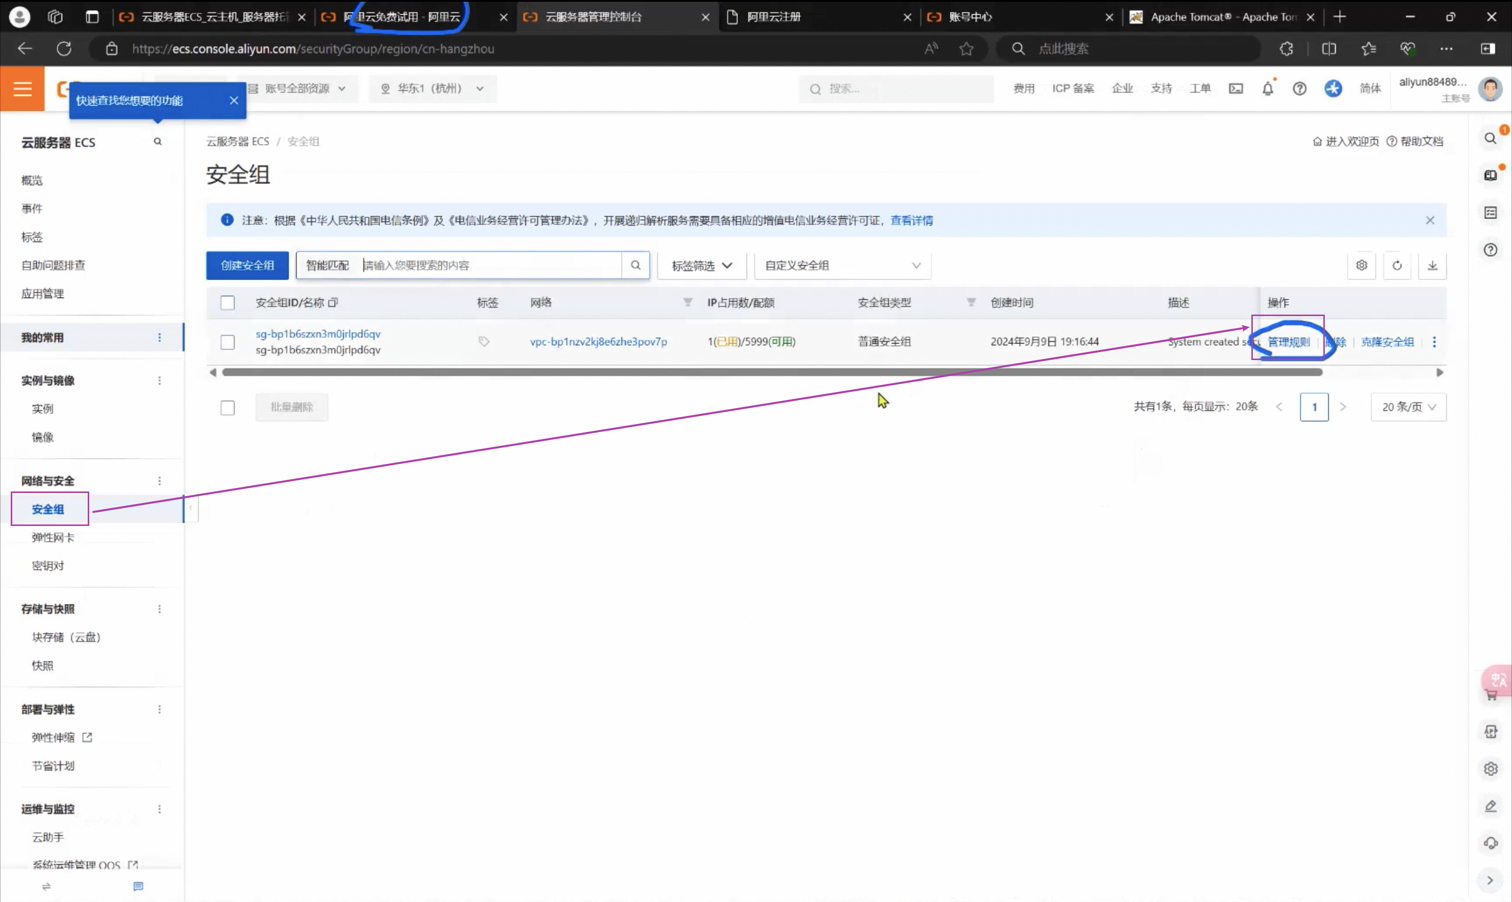 云服务器ECS_云主机_服务器托
阿里云免费试用 - 阿里云
云服务器管理控制台
阿里云注册
账号中心
Apache Tomcat® - Apache Tom
https://ecs.console.aliyun.com/securityGroup/region/cn-hangzhou
点此搜索
快速查找您想要的功能
账号全部资源
华东1（杭州）
搜索...
费用
ICP 备案
企业
支持
工单
简体
aliyun88489...
主账号
云服务器 ECS
概览
事件
标签
自助问题排查
应用管理
我的常用
实例与镜像
实例
镜像
网络与安全
安全组
弹性网卡
密钥对
存储与快照
块存储（云盘）
快照
部署与弹性
弹性伸缩
节省计划
运维与监控
云助手
系统运维管理 OOS
云服务器 ECS / 安全组
进入欢迎页
帮助文档
安全组
注意：根据《中华人民共和国电信条例》及《电信业务经营许可管理办法》，开展递归解析服务需要具备相应的增值电信业务经营许可证，查看详情
创建安全组
智能匹配
请输入您要搜索的内容
标签筛选
自定义安全组
安全组ID/名称
标签
网络
IP占用数/配额
安全组类型
创建时间
描述
操作
sg-bp1b6szxn3m0jrlpd6qv
sg-bp1b6szxn3m0jrlpd6qv
vpc-bp1nzv2kj8e6zhe3pov7p
1(已用)/5999(可用)
普通安全组
2024年9月9日 19:16:44
System created sec
管理规则
删除
克隆安全组
批量删除
共有1条，每页显示：20条
1
20 条/页